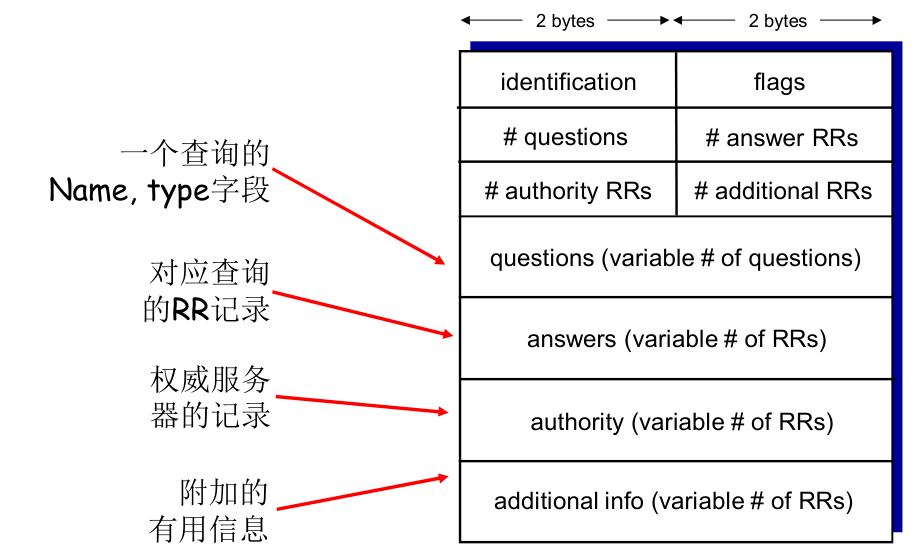 2 bytes 2 bytes
identification flags
# questions # answer RRs
# authority RRs # additional RRs
一个查询的
Name, type字段
questions (variable # of questions)
对应查询
的RR记录
answers (variable # of RRs)
权威服务
器的记录
authority (variable # of RRs)
附加的
有用信息
additional info (variable # of RRs)